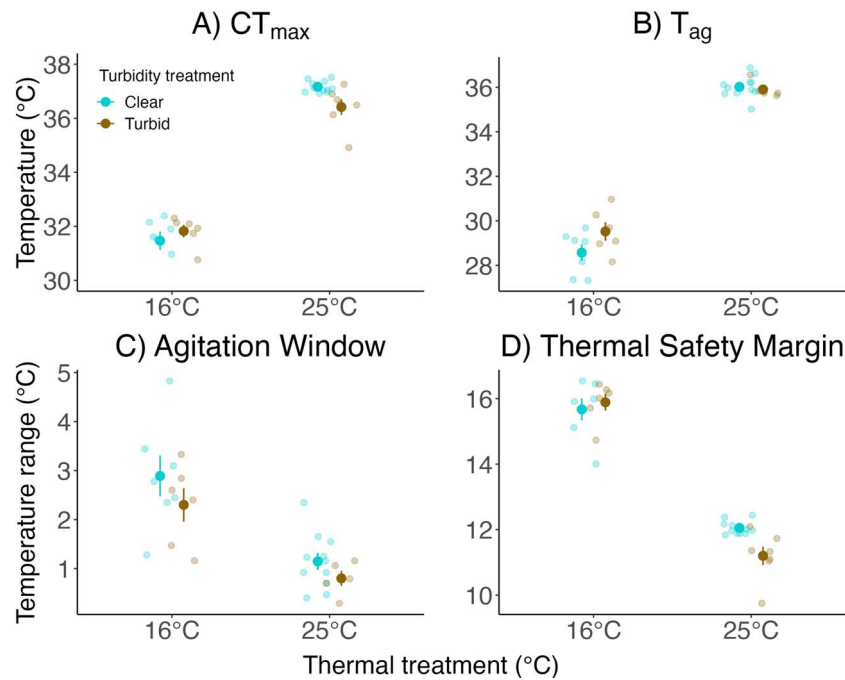 A) CTmax
B) Tag
Temperature (°C)
38
36
34
32
30
Turbidity treatment
Clear
Turbid
16°C
25°C
36
34
32
30
28
16°C
25°C
C) Agitation Window
D) Thermal Safety Margin
Temperature range (°C)
5
4
3
2
1
16°C
25°C
16
14
12
10
16°C
25°C
Thermal treatment (°C)